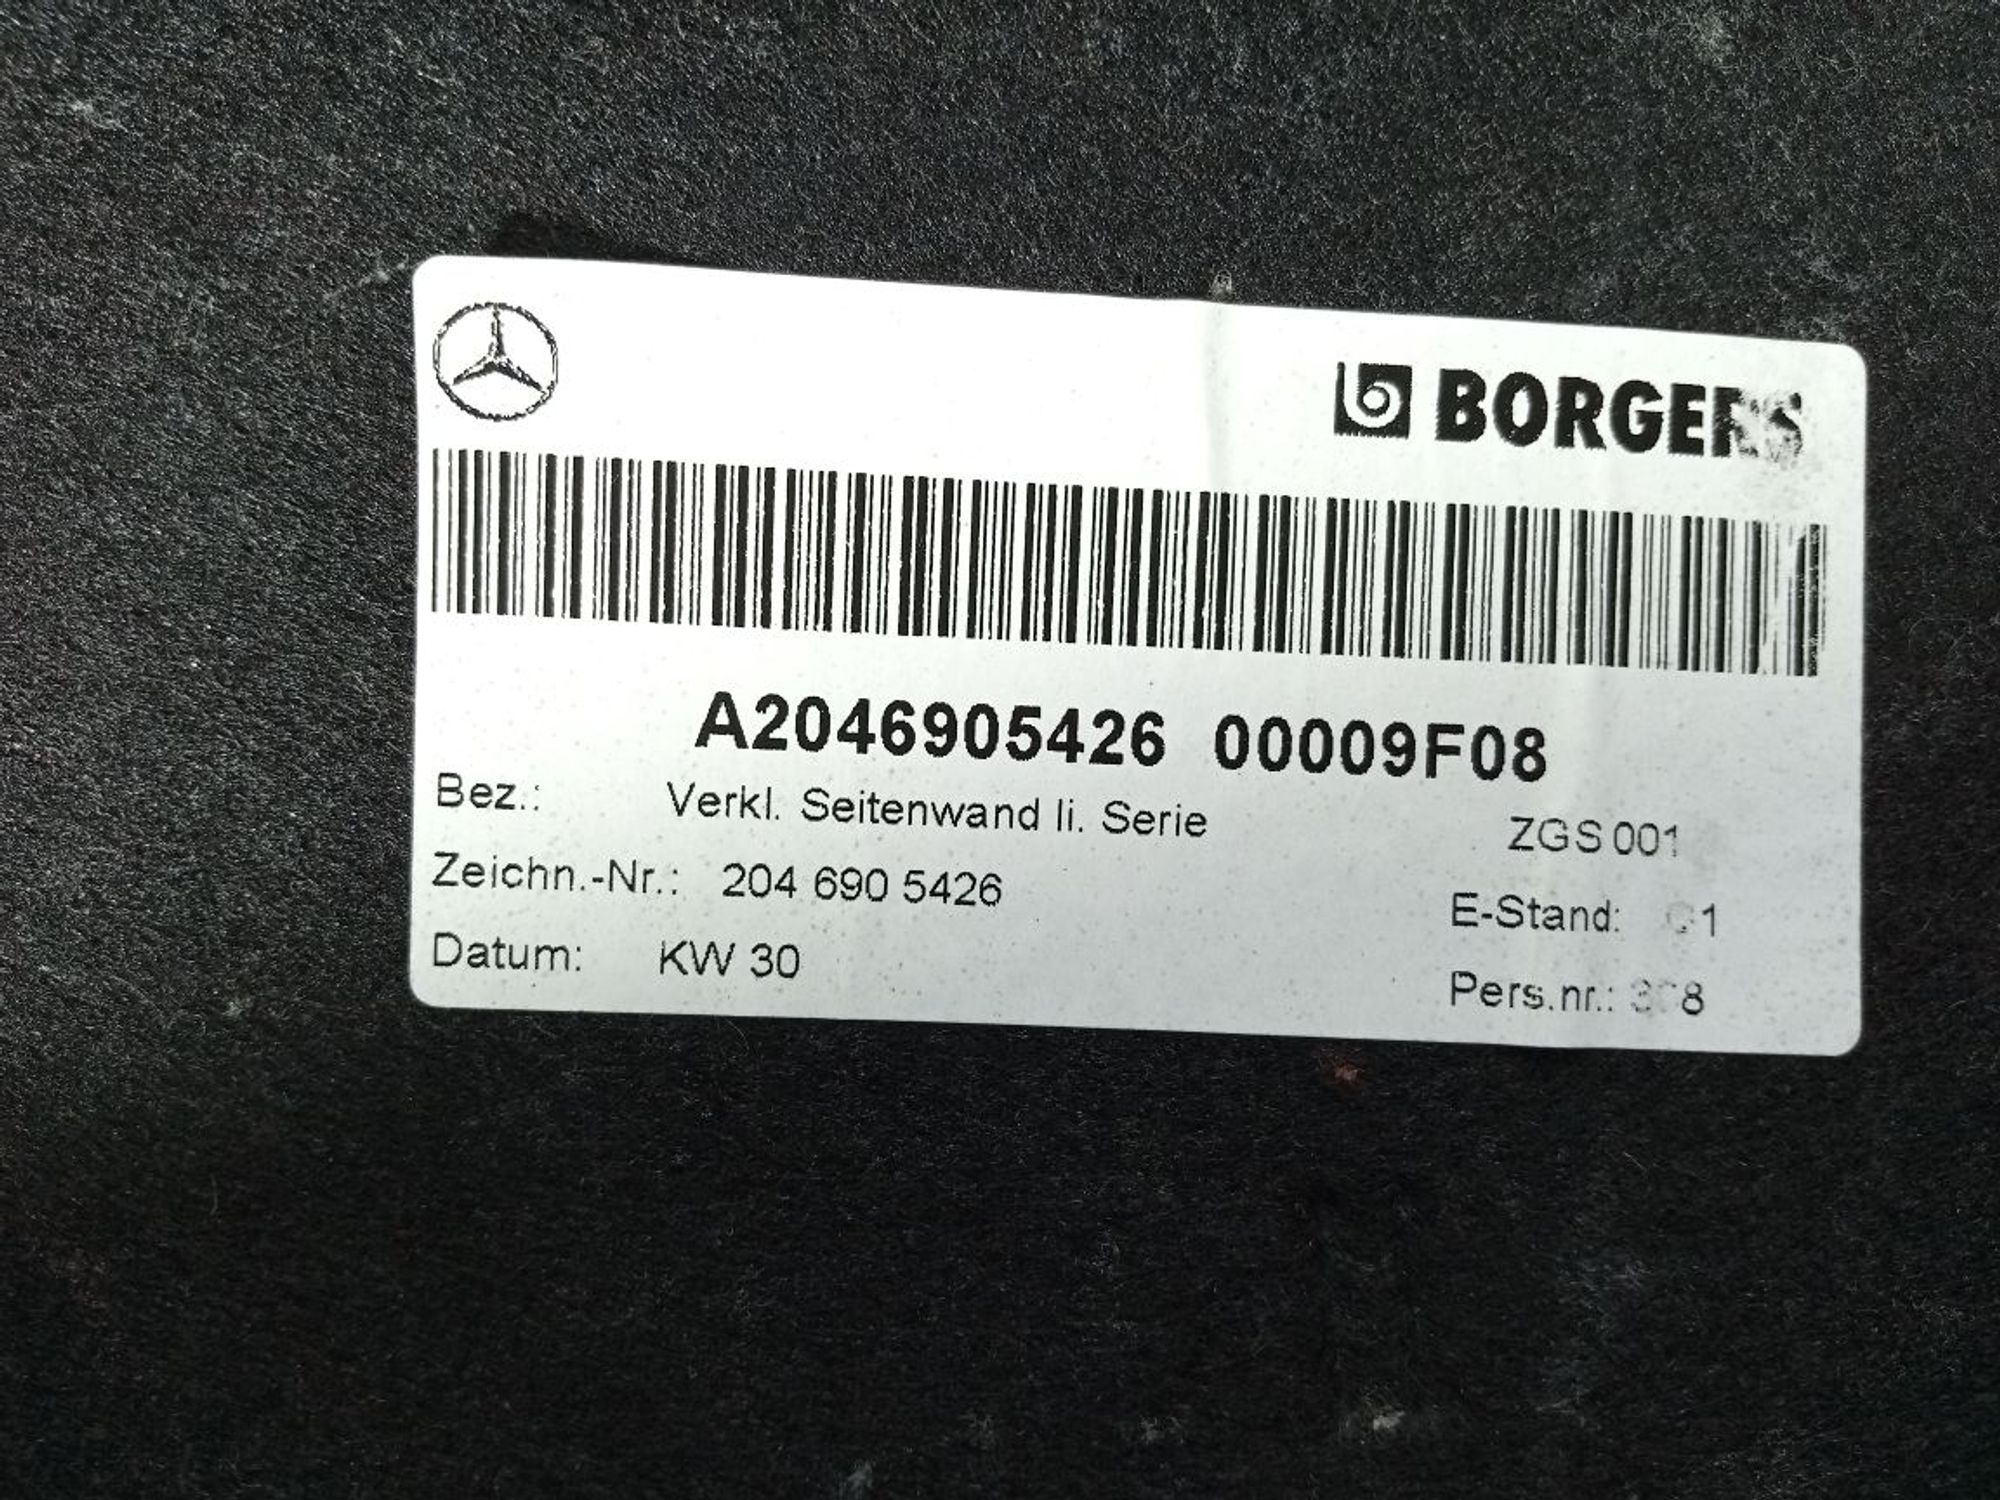 BORGERS
A2046905426 00009F08
Bez.: Verkl. Seitenwand li. Serie ZGS 001
Zeichn.-Nr.: 204 690 5426
E-Stand:
Datum: KW 30
Pers.nr.: